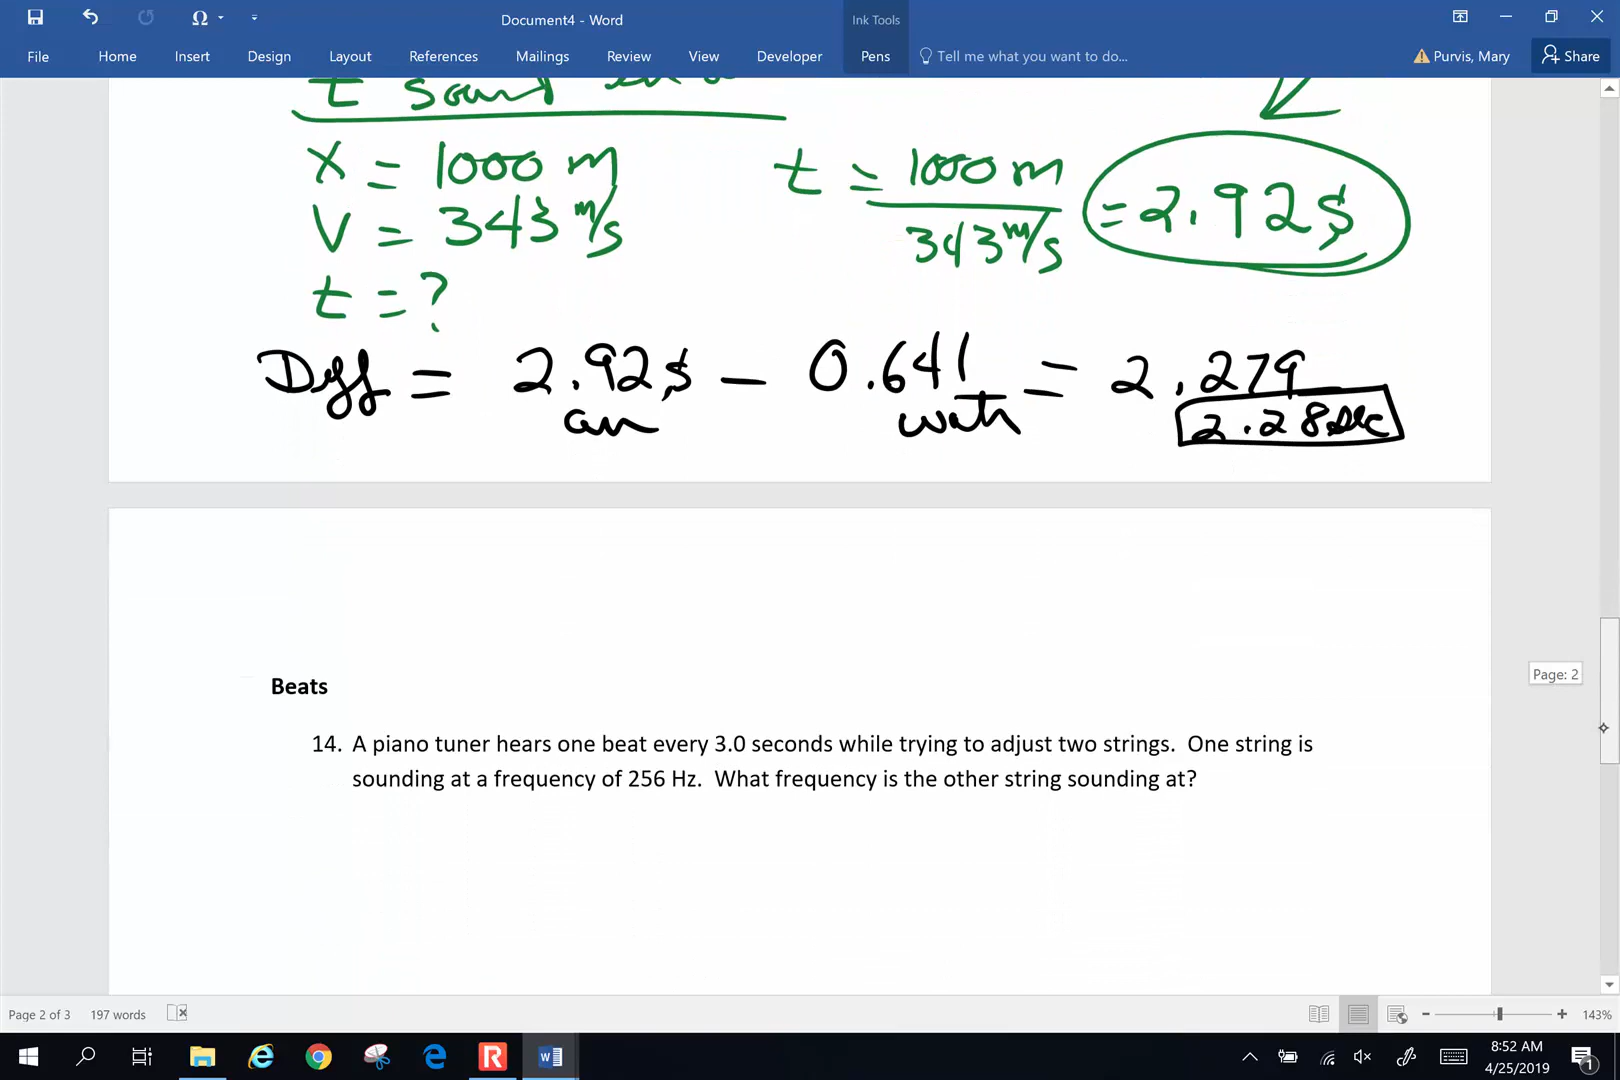 Document4 - Word
Ink Tools
Purvis, Mary
Share
File Home Insert Design Layout References Mailings Review View Developer Pens Tell me what you want to do...
t sound in
X = 1000 m
t = 1000 m / 343 m/s = 2.92 s
V = 343 m/s
t = ?
Diff = 2.92 s - 0.641 = 2.279
air
2.28 sec
Beats
Page: 2
14. A piano tuner hears one beat every 3.0 seconds while trying to adjust two strings. One string is
sounding at a frequency of 256 Hz. What frequency is the other string sounding at?
Page 2 of 3 197 words
143%
8:52 AM
4/25/2019
1